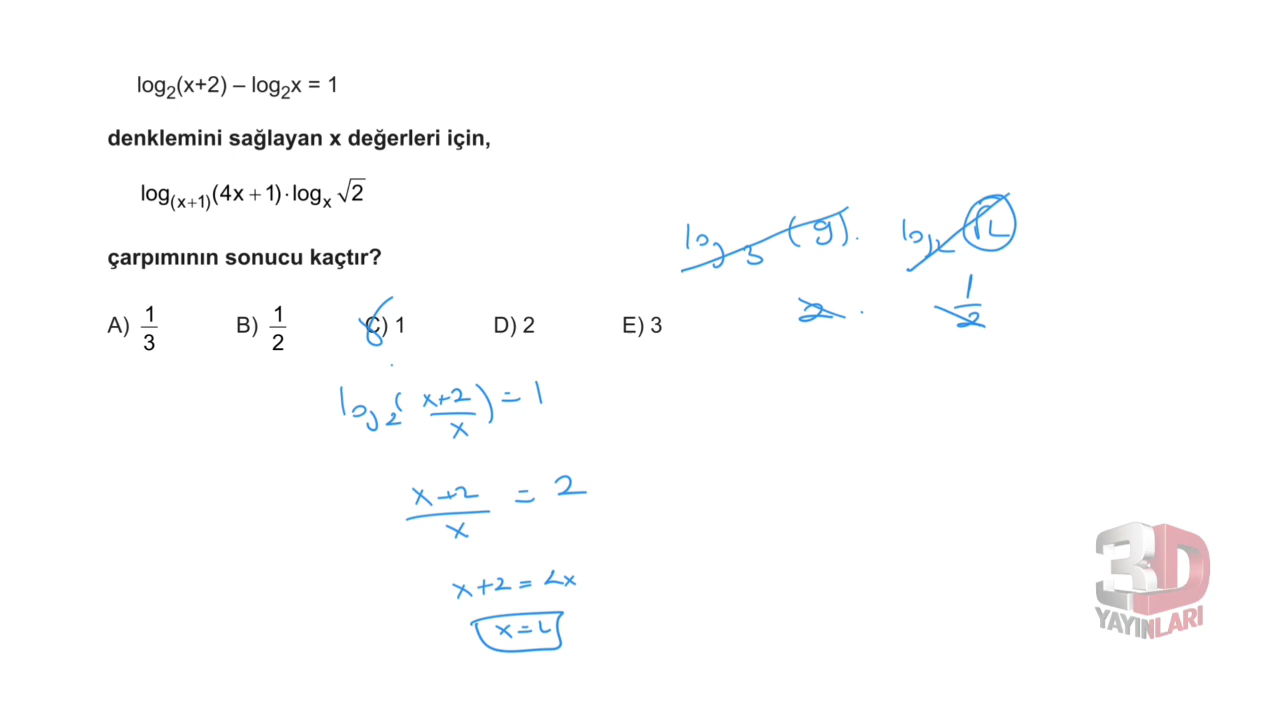 log₂(x+2) – log₂x = 1
denklemini sağlayan x değerleri için,
log₍ₓ₊₁₎(4x + 1) · logₓ √2
çarpımının sonucu kaçtır?
A) 1/3 B) 1/2 C) 1 D) 2 E) 3
log₃ (9) . log₂ √2
2 . 1/2
log₂ ( x+2/x ) = 1
x+2/x = 2
x+2 = 2x
x=2
3D
YAYINLARI